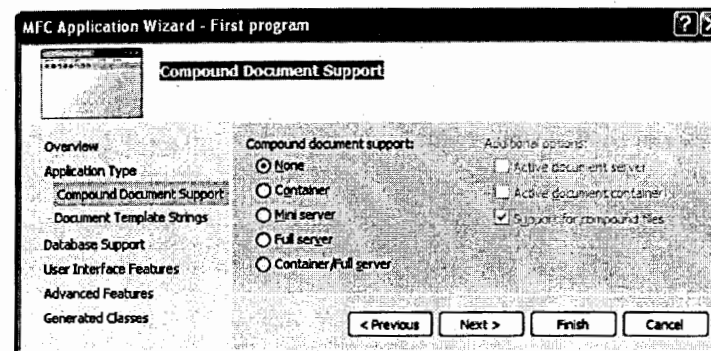 MFC Application Wizard - First program
Compound Document Support
Overview
Application Type
Compound Document Support
Document Template Strings
Database Support
User Interface Features
Advanced Features
Generated Classes
Compound document support:
None
Container
Mini server
Full server
Container/Full server
Additional options:
Active document server
Active document container
Support for compound files
< Previous
Next >
Finish
Cancel